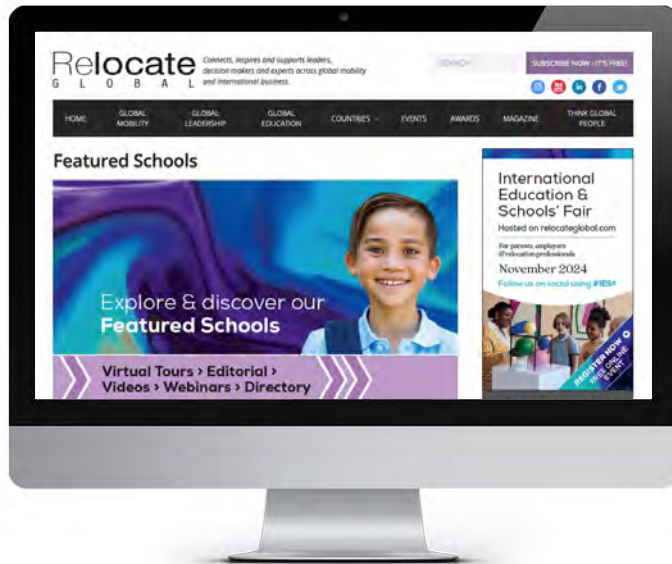 Relocate
GLOBAL
Connects, inspires and supports leaders,
decision makers and experts across global mobility
and international business.
SEARCH
SUBSCRIBE NOW - IT'S FREE!
HOME
GLOBAL
MOBILITY
GLOBAL
LEADERSHIP
GLOBAL
EDUCATION
COUNTRIES
EVENTS
AWARDS
MAGAZINE
THINK GLOBAL
PEOPLE
Featured Schools
Explore & discover our
Featured Schools
Virtual Tours > Editorial >
Videos > Webinars > Directory
International
Education &
Schools' Fair
Hosted on relocateglobal.com
For parents, employers
& relocation professionals
November 2024
Follow us on social using #IESF
REGISTER NOW
FREE ONLINE
EVENT